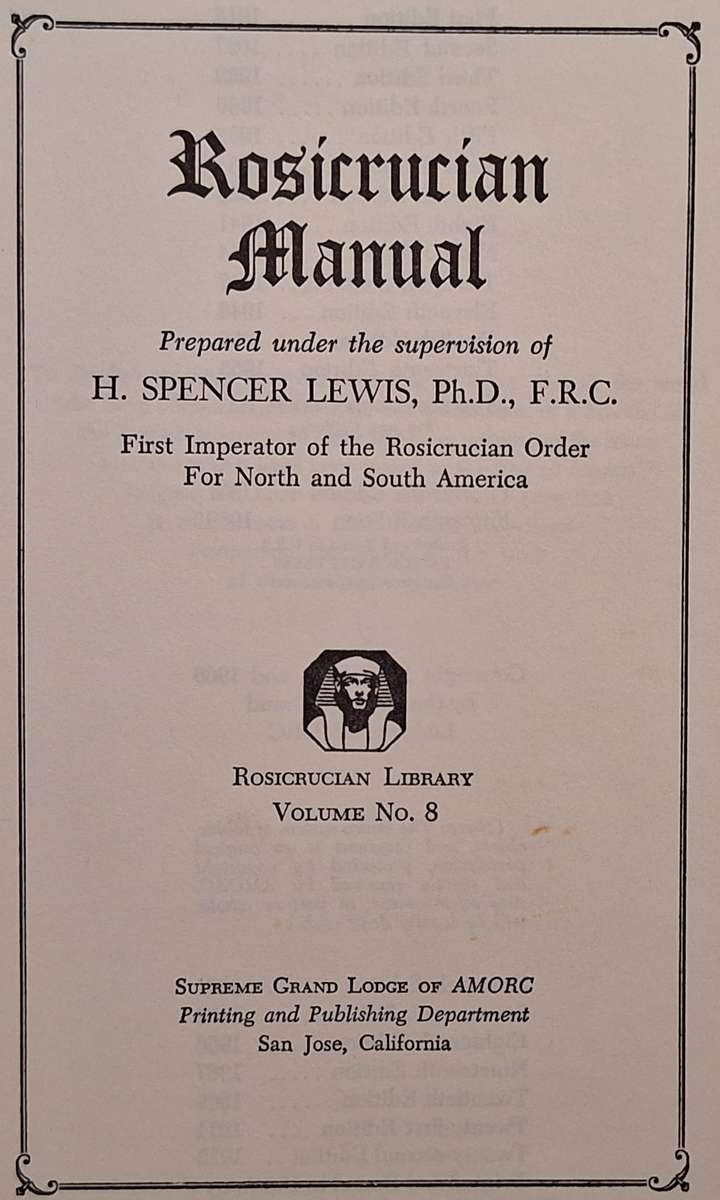 Rosicrucian
Manual
Prepared under the supervision of
H. SPENCER LEWIS, Ph.D., F.R.C.
First Imperator of the Rosicrucian Order
For North and South America
ROSICRUCIAN LIBRARY
VOLUME NO. 8
SUPREME GRAND LODGE OF AMORC
Printing and Publishing Department
San Jose, California